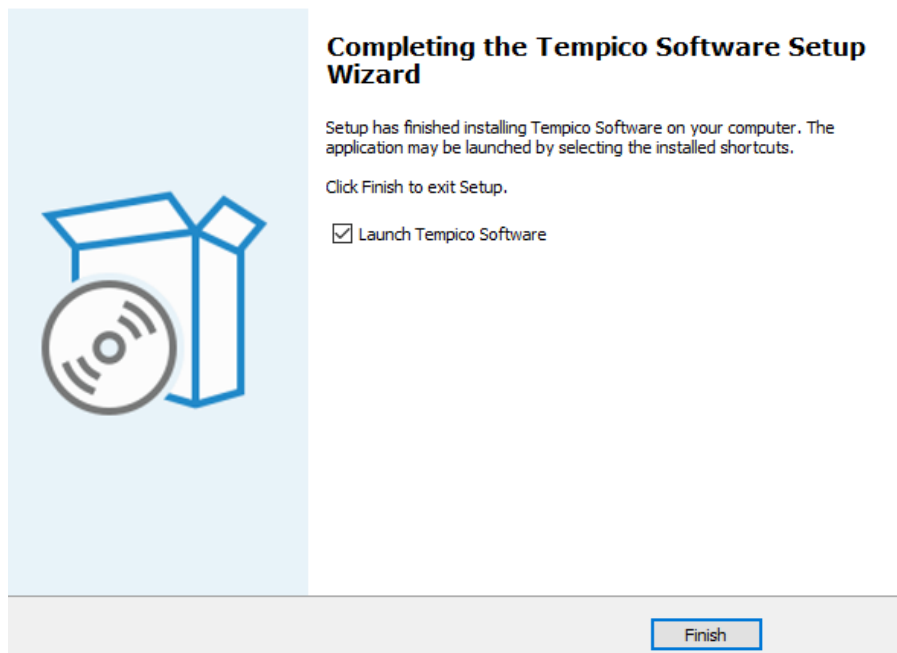 Completing the Tempico Software Setup
Wizard
Setup has finished installing Tempico Software on your computer. The
application may be launched by selecting the installed shortcuts.
Click Finish to exit Setup.
Launch Tempico Software
Finish